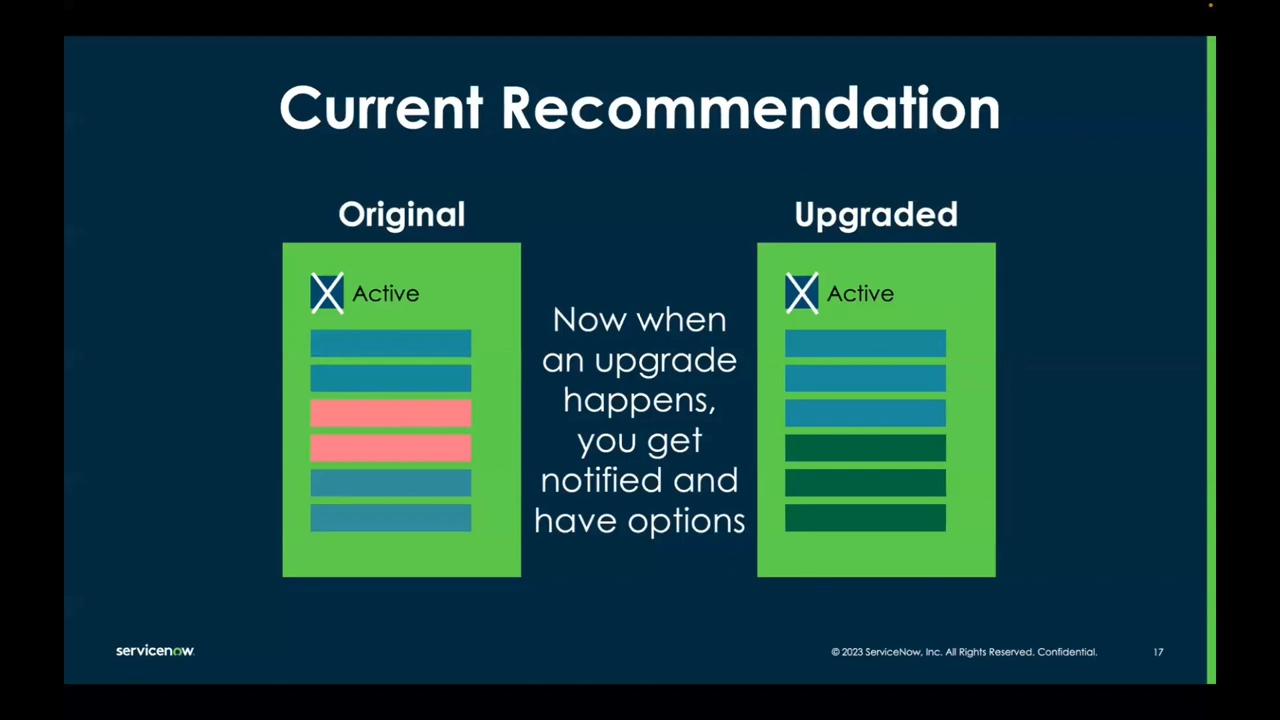 Current Recommendation
Original
Upgraded
Active
Active
Now when
an upgrade
happens,
you get
notified and
have options
servicenow
© 2023 ServiceNow, Inc. All Rights Reserved. Confidential.
17